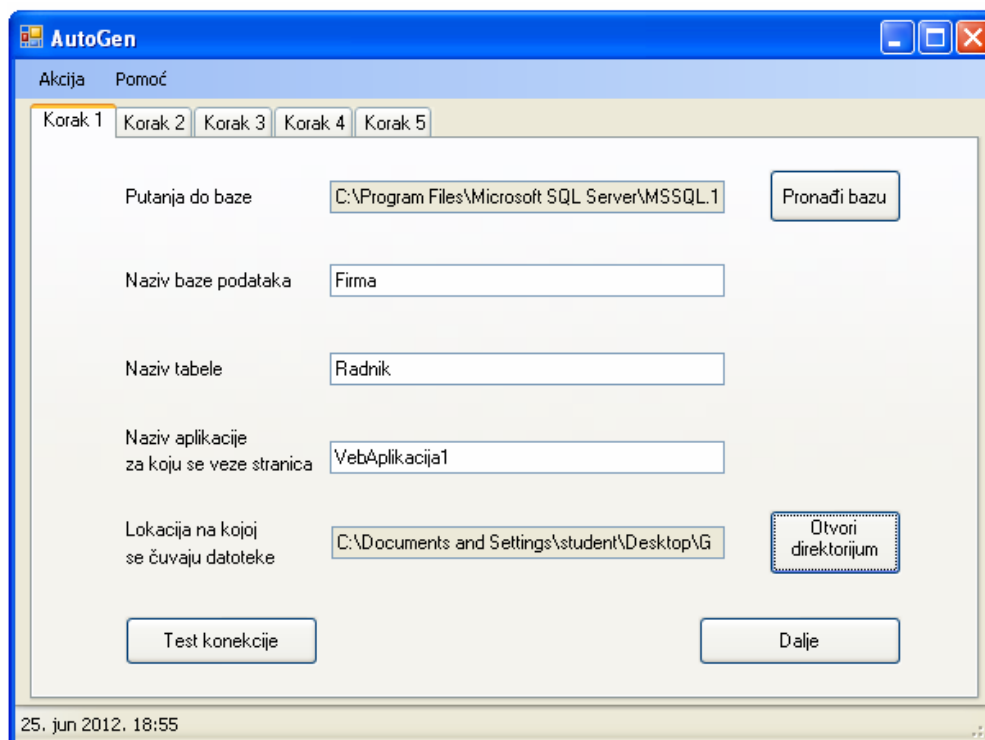 AutoGen
Akcija Pomoć
Korak 1 Korak 2 Korak 3 Korak 4 Korak 5
Putanja do baze C:\Program Files\Microsoft SQL Server\MSSQL.1 Pronađi bazu
Naziv baze podataka Firma
Naziv tabele Radnik
Naziv aplikacije
za koju se veze stranica VebAplikacija1
Lokacija na kojoj
se čuvaju datoteke C:\Documents and Settings\student\Desktop\G
Otvori
direktorijum
Test konekcije Dalje
25. jun 2012. 18:55